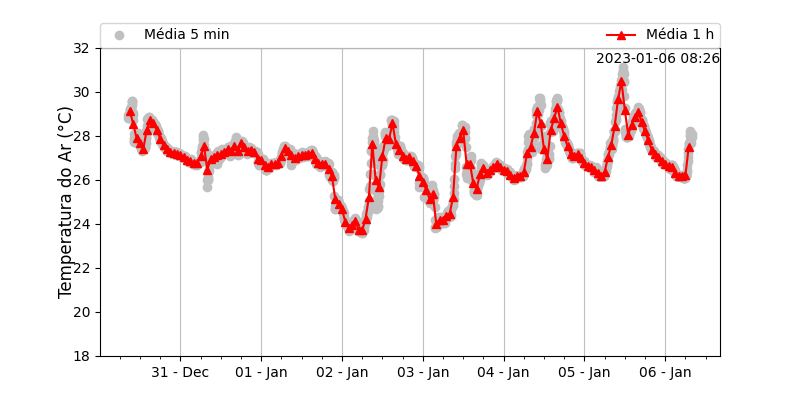 Média 5 min
Média 1 h
2023-01-06 08:26
Temperatura do Ar (°C)
32
30
28
26
24
22
20
18
31 - Dec
01 - Jan
02 - Jan
03 - Jan
04 - Jan
05 - Jan
06 - Jan